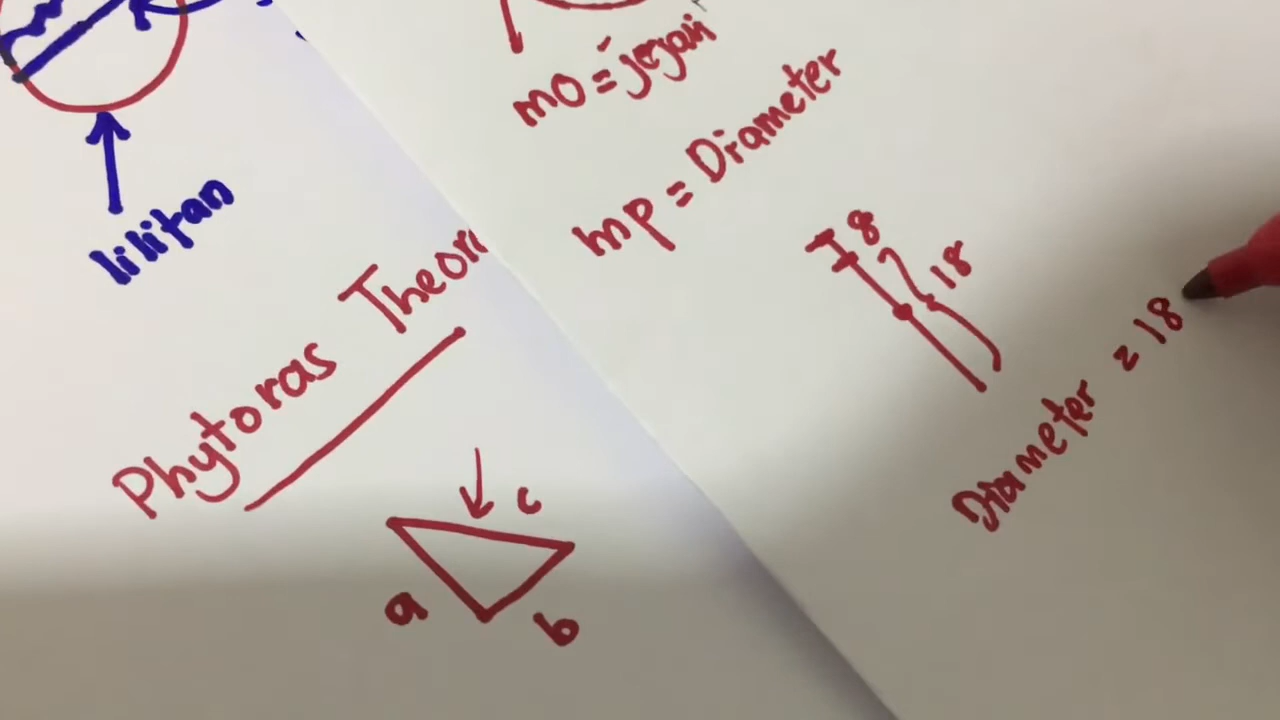 lilitan
Phytoras Theor
c
a
b
mO = jejari
mp = Diameter
8
18
Diameter = 18